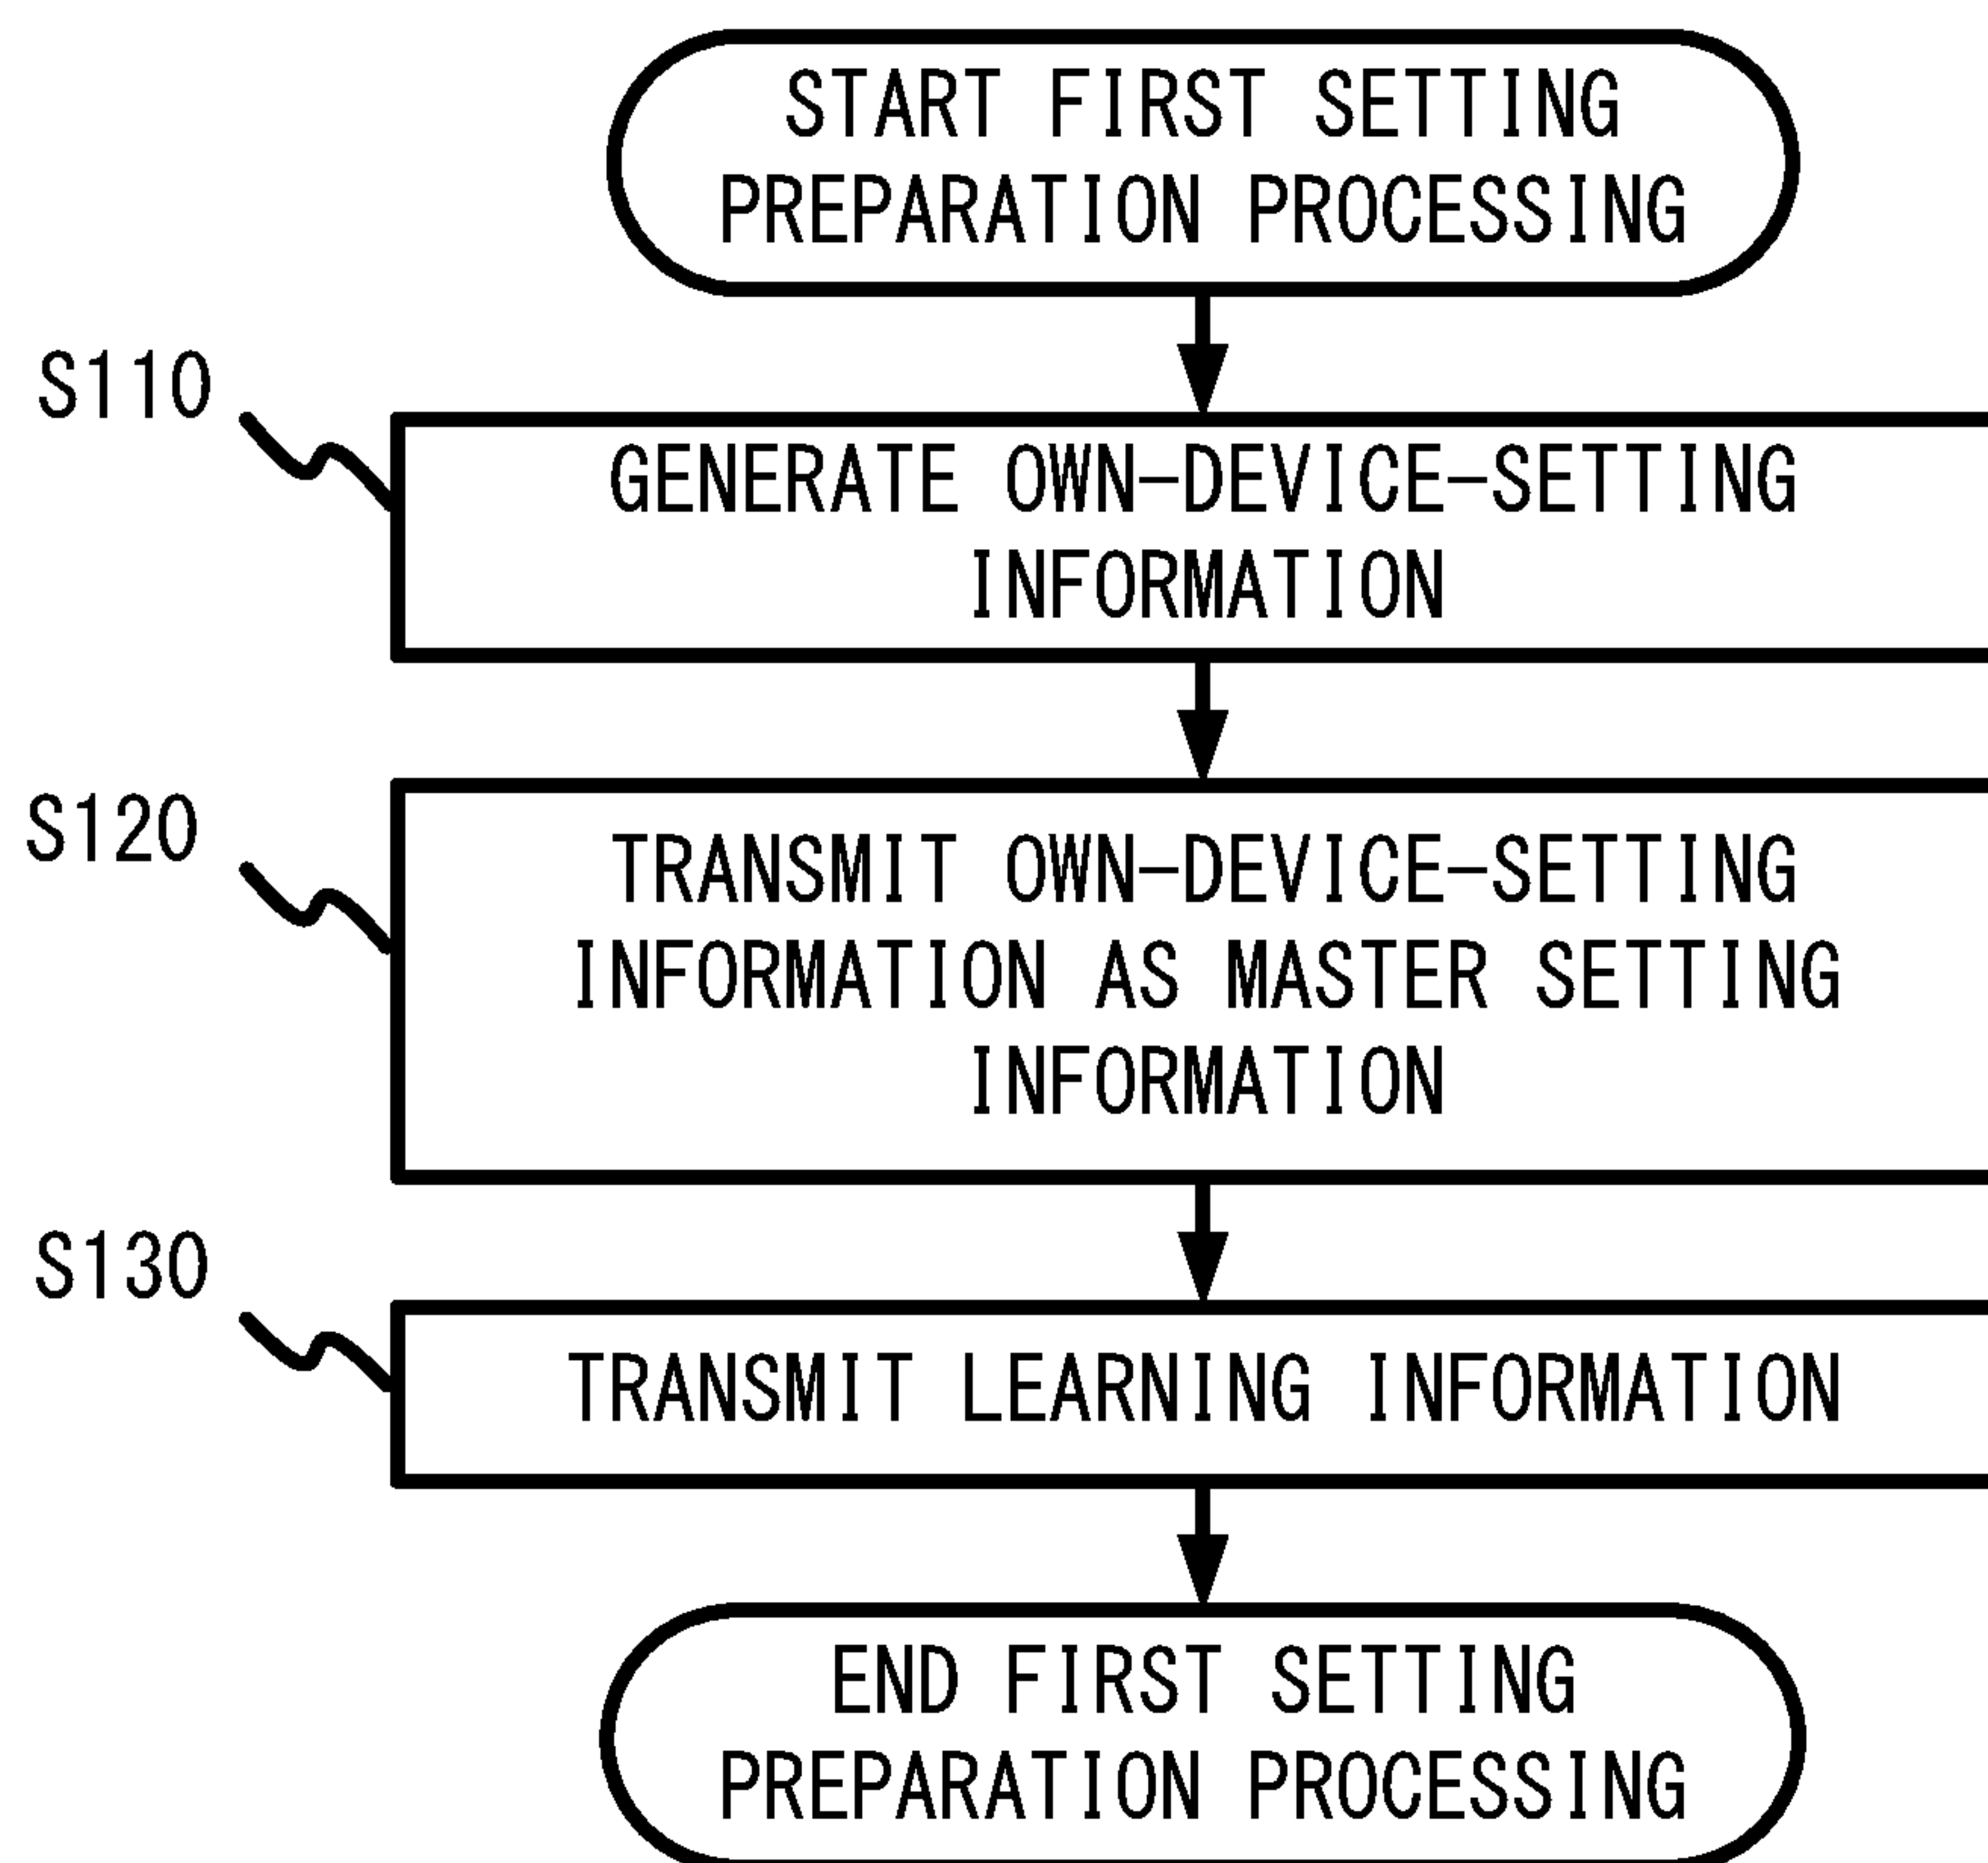 START FIRST SETTING
PREPARATION PROCESSING
S110
GENERATE OWN-DEVICE-SETTING
INFORMATION
S120
TRANSMIT OWN-DEVICE-SETTING
INFORMATION AS MASTER SETTING
INFORMATION
S130
TRANSMIT LEARNING INFORMATION
END FIRST SETTING
PREPARATION PROCESSING